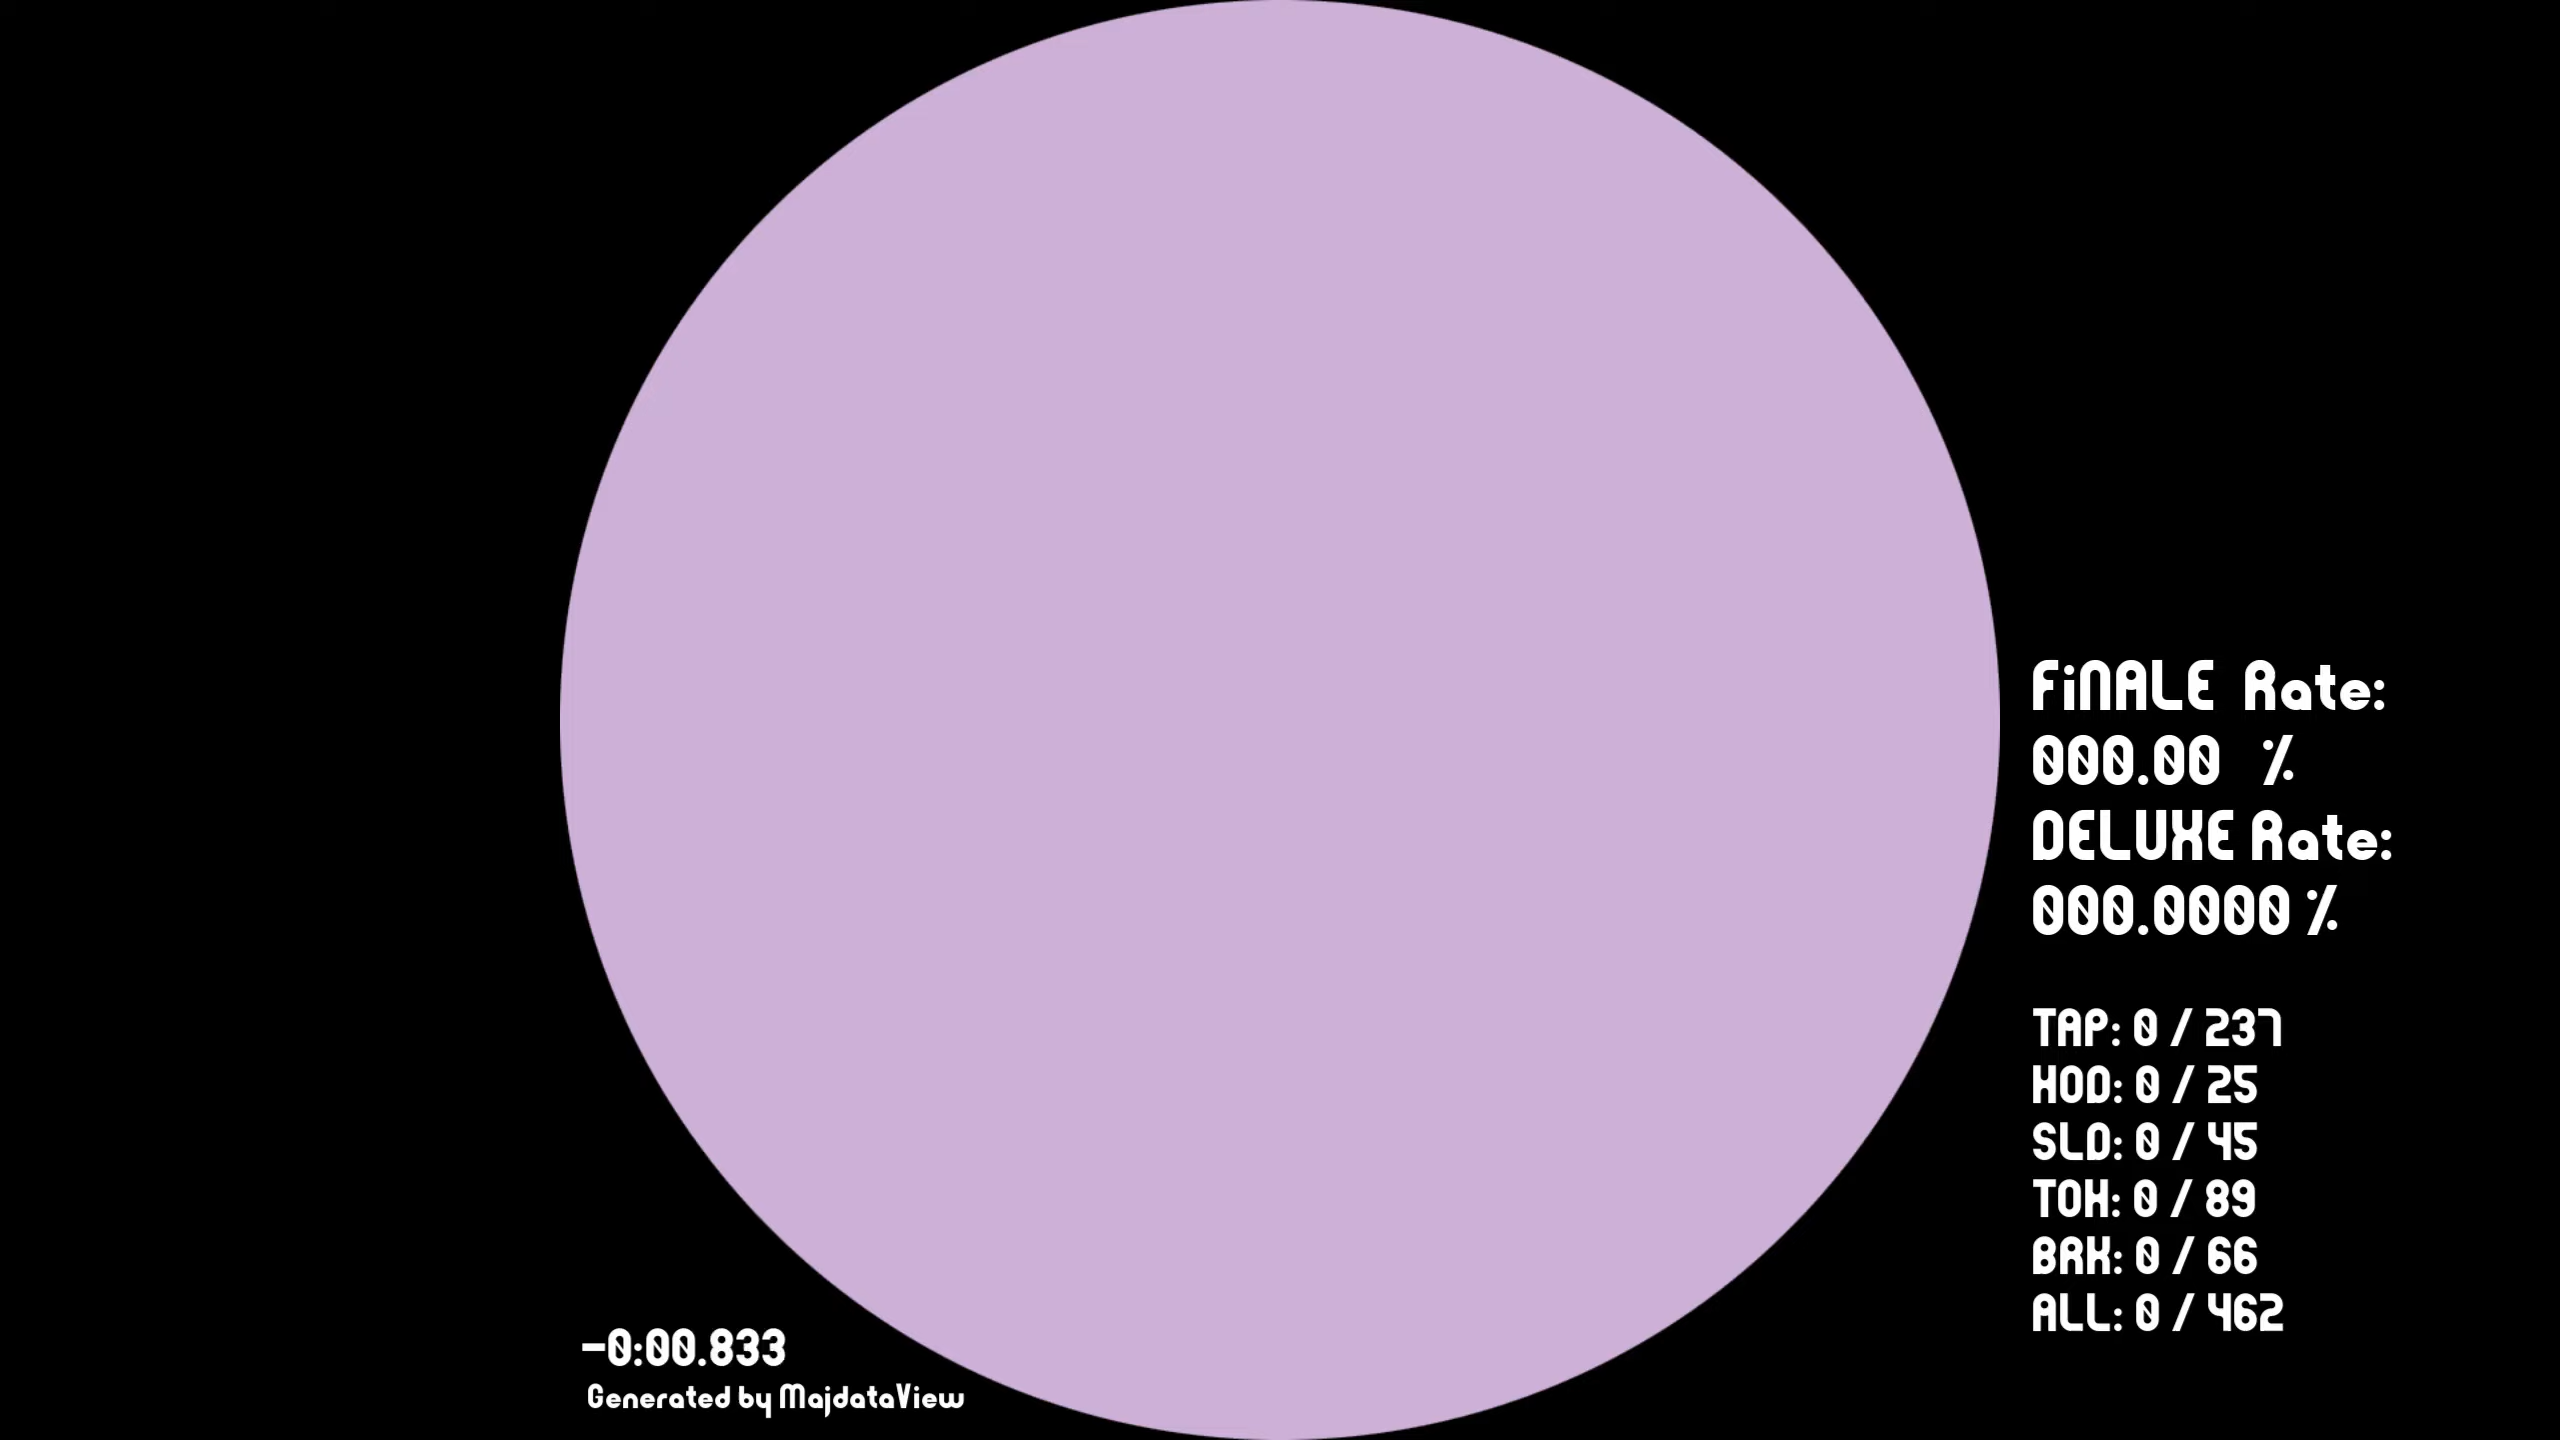 FiNALE Rate:
000.00 %
DELUXE Rate:
000.0000 %
TAP: 0 / 237
HOD: 0 / 25
SLD: 0 / 45
TOH: 0 / 89
BRK: 0 / 66
ALL: 0 / 462
-0:00.833
Generated by MajdataView